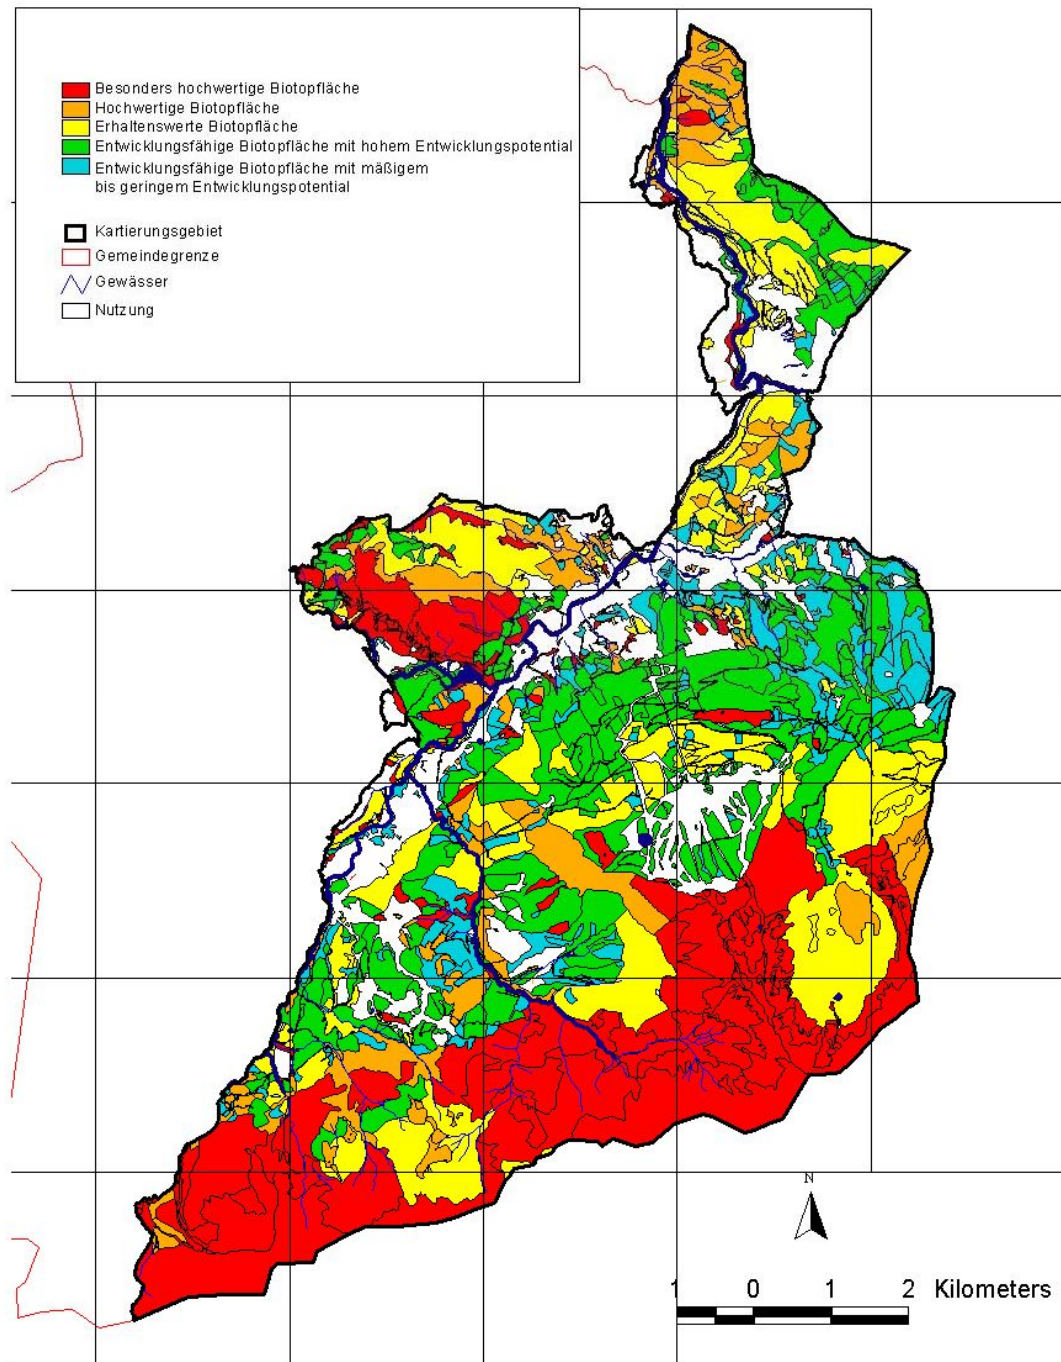 Besonders hochwertige Biotopfläche
Hochwertige Biotopfläche
Erhaltenswerte Biotopfläche
Entwicklungsfähige Biotopfläche mit hohem Entwicklungspotential
Entwicklungsfähige Biotopfläche mit mäßigem
bis geringem Entwicklungspotential
Kartierungsgebiet
Gemeindegrenze
Gewässer
Nutzung
N
1 0 1 2 Kilometers